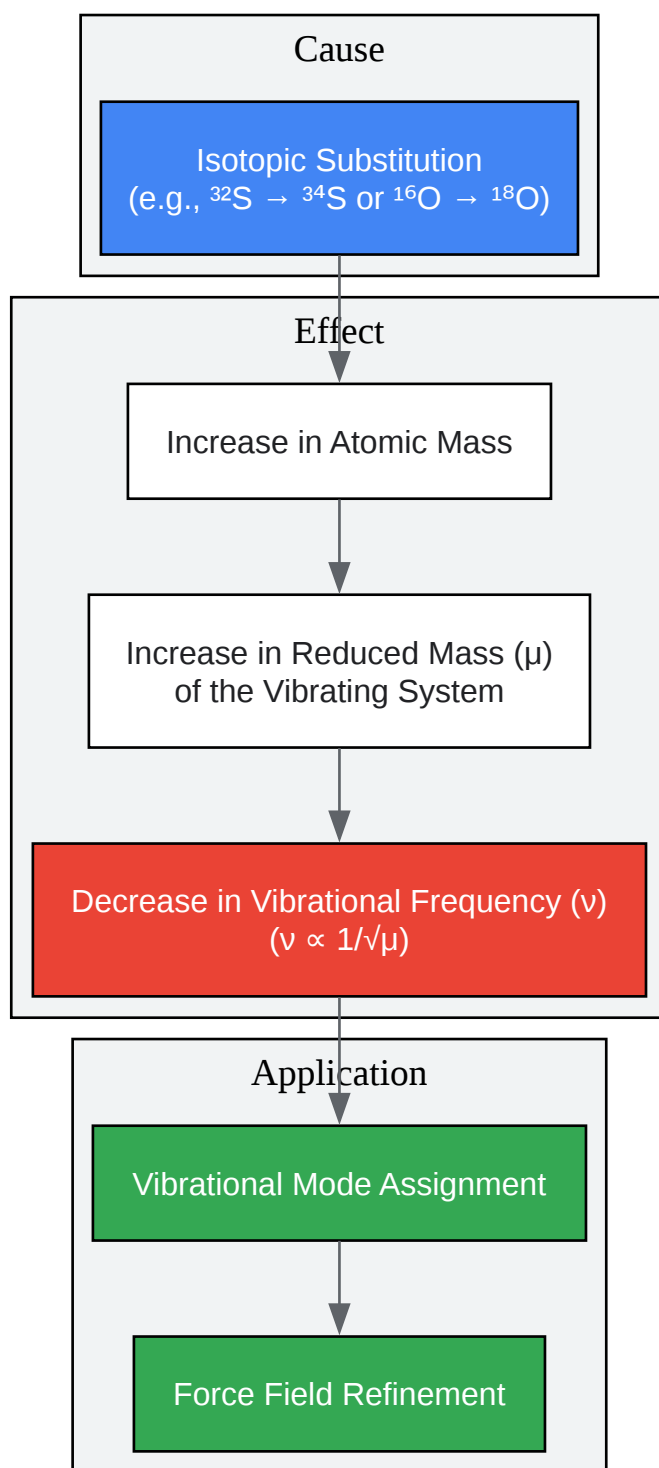 Cause
Isotopic Substitution
(e.g., ³²S → ³⁴S or ¹⁶O → ¹⁸O)
Effect
Increase in Atomic Mass
Increase in Reduced Mass (μ)
of the Vibrating System
Decrease in Vibrational Frequency (ν)
(ν ∝ 1/√μ)
Application
Vibrational Mode Assignment
Force Field Refinement